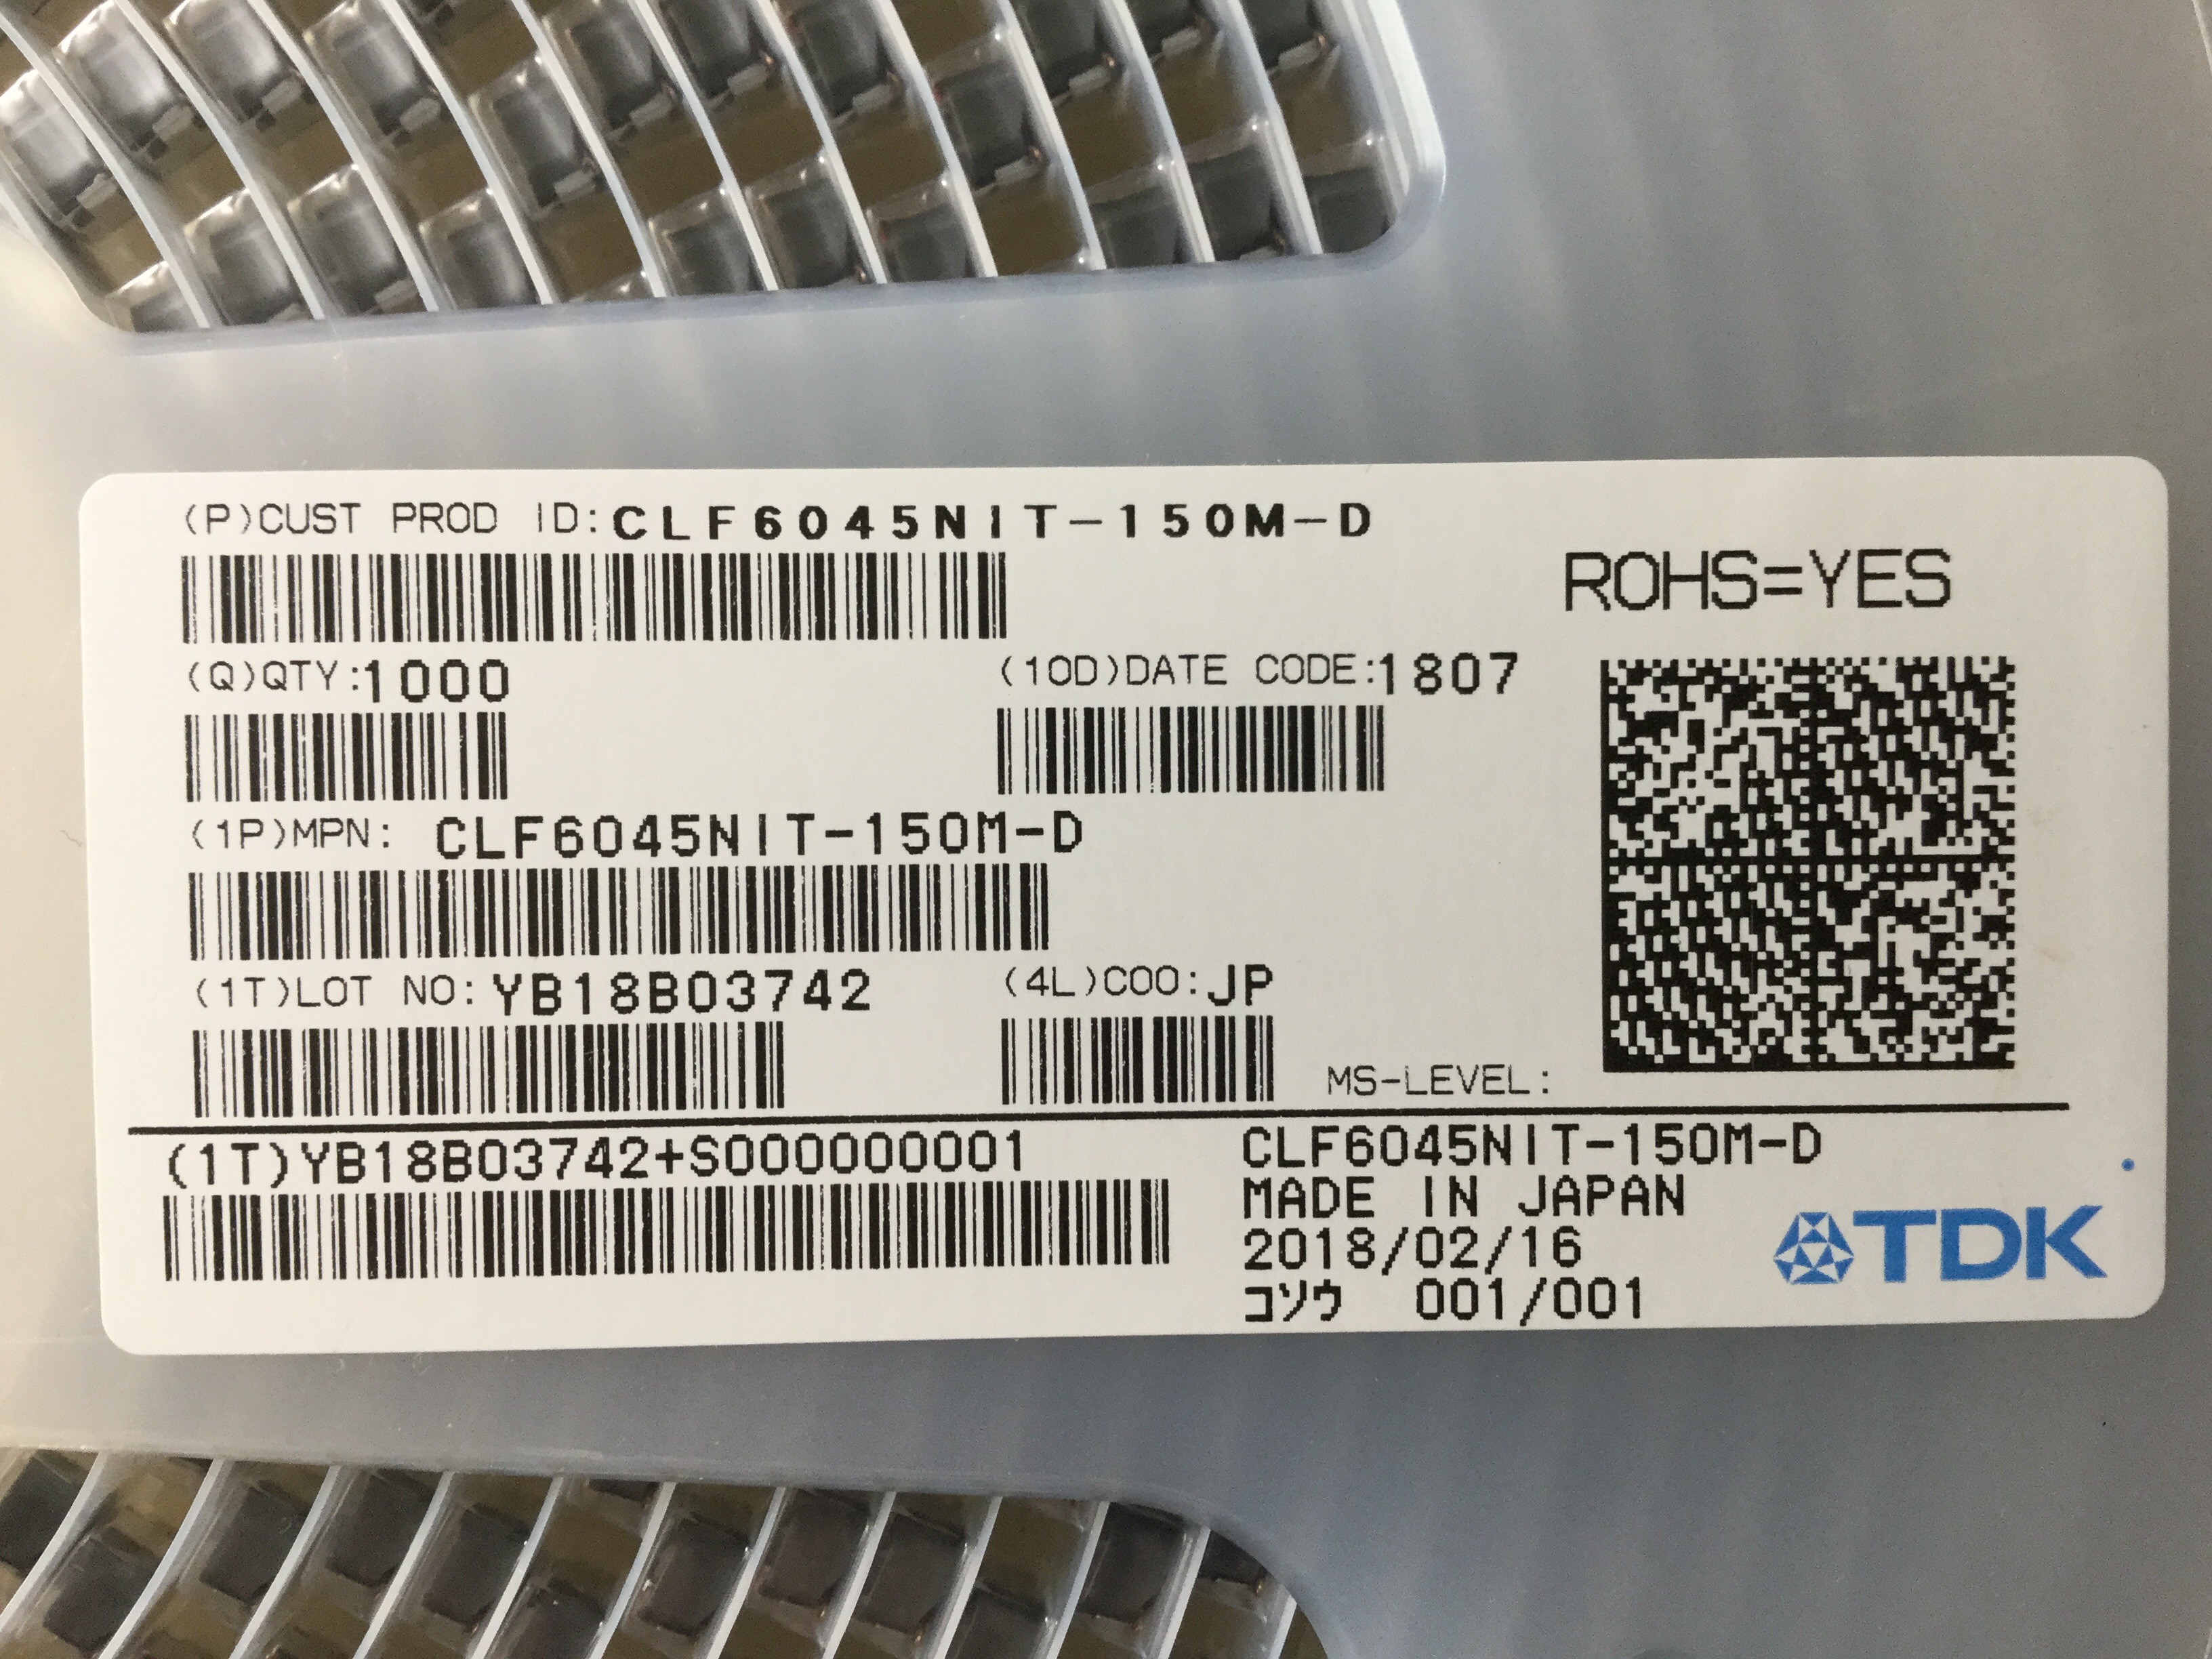 (P)CUST PROD ID:CLF6045NIT-150M-D
ROHS=YES
(Q)QTY:1000
(10D)DATE CODE:1807
(1P)MPN: CLF6045NIT-150M-D
(1T)LOT NO:YB18B03742
(4L)COO:JP
MS-LEVEL:
(1T)YB18B03742+S000000001
CLF6045NIT-150M-D
MADE IN JAPAN
2018/02/16
コソウ 001/001
TDK